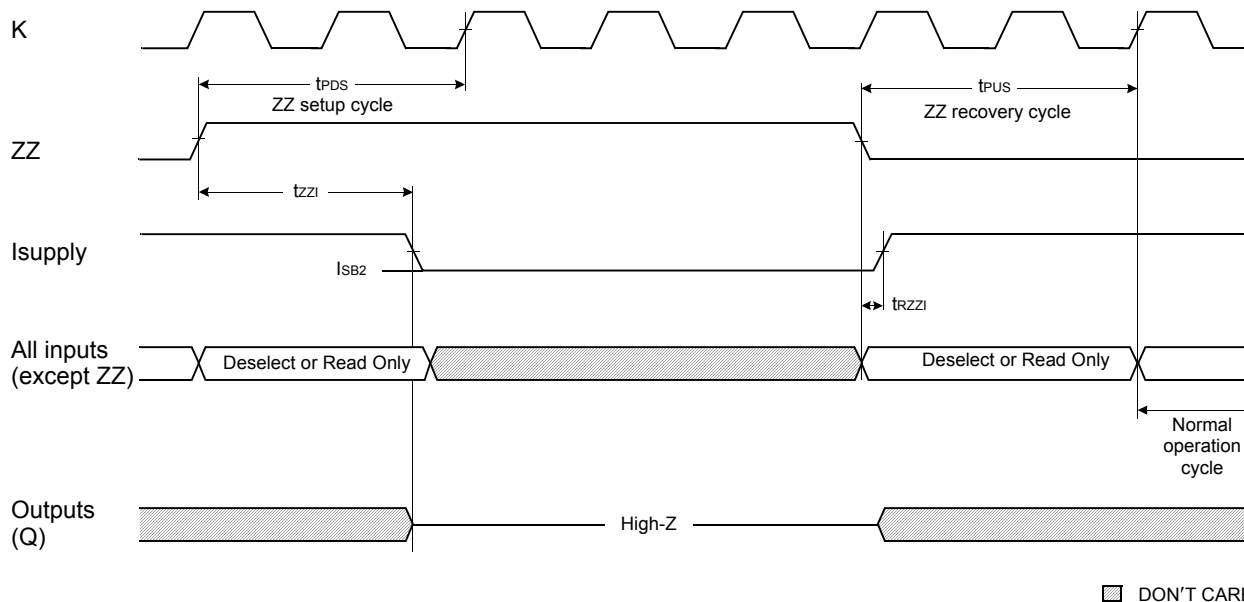 K
tPDS
ZZ setup cycle
tPUS
ZZ recovery cycle
ZZ
tZZI
Isupply
ISB2
tRZZI
All inputs
(except ZZ)
Deselect or Read Only
Deselect or Read Only
Normal
operation
cycle
Outputs
(Q)
High-Z
DON'T CARE